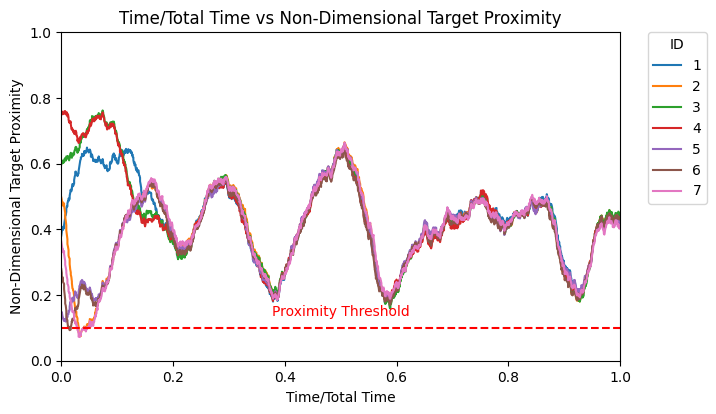 Time/Total Time vs Non-Dimensional Target Proximity
Non-Dimensional Target Proximity
1.0
0.8
0.6
0.4
0.2
0.0
Proximity Threshold
0.0 0.2 0.4 0.6 0.8 1.0
Time/Total Time
ID
1
2
3
4
5
6
7